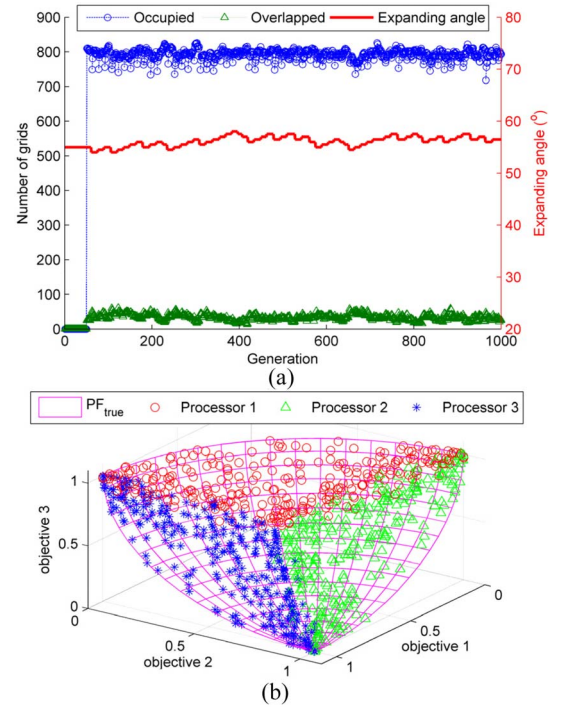 Occupied Overlapped Expanding angle
900
800
700
600
500
400
300
200
100
0
Number of grids
80
70
60
50
40
30
20
Expanding angle (°)
0 200 400 600 800 1000
Generation
(a)
PFtrue Processor 1 Processor 2 Processor 3
1
0.5
0
objective 3
0
0.5
1
objective 2
0
0.5
1
objective 1
(b)